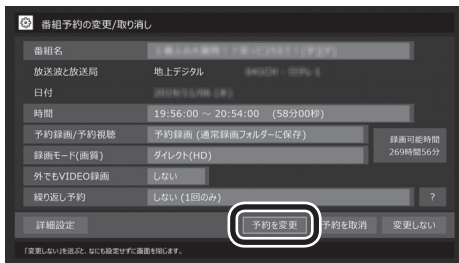 番組予約の変更/取り消し
番組名
放送波と放送局 地上デジタル
日付
時間 19:56:00 ～ 20:54:00 (58分00秒)
予約録画/予約視聴 予約録画 (通常録画フォルダーに保存)
録画可能時間
269時間56分
録画モード(画質) ダイレクト(HD)
外でもVIDEO録画 しない
繰り返し予約 しない (1回のみ) ?
詳細設定 予約を変更 予約を取消 変更しない
「変更しない」を選ぶと、なにも設定せずに画面を閉じます。